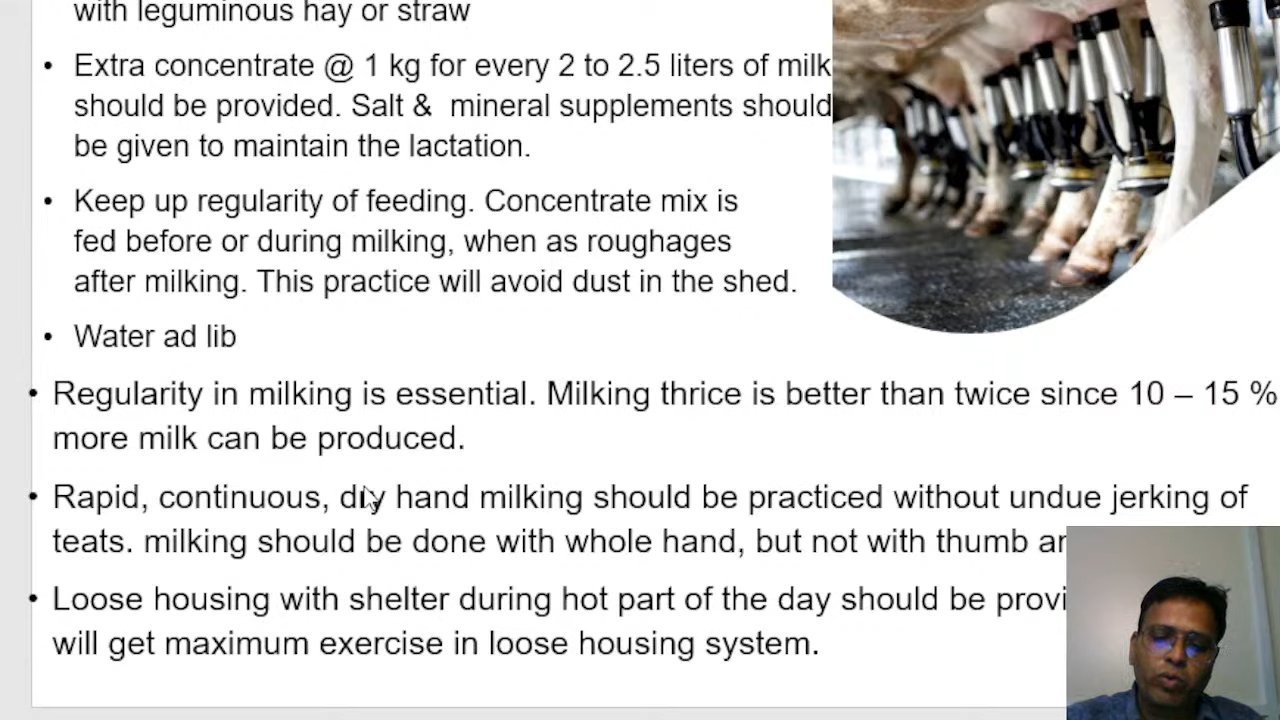 with leguminous hay or straw
• Extra concentrate @ 1 kg for every 2 to 2.5 liters of milk
should be provided. Salt & mineral supplements should
be given to maintain the lactation.
• Keep up regularity of feeding. Concentrate mix is
fed before or during milking, when as roughages
after milking. This practice will avoid dust in the shed.
• Water ad lib
• Regularity in milking is essential. Milking thrice is better than twice since 10 – 15 %
more milk can be produced.
• Rapid, continuous, dry hand milking should be practiced without undue jerking of
teats. milking should be done with whole hand, but not with thumb
• Loose housing with shelter during hot part of the day should be
will get maximum exercise in loose housing system.